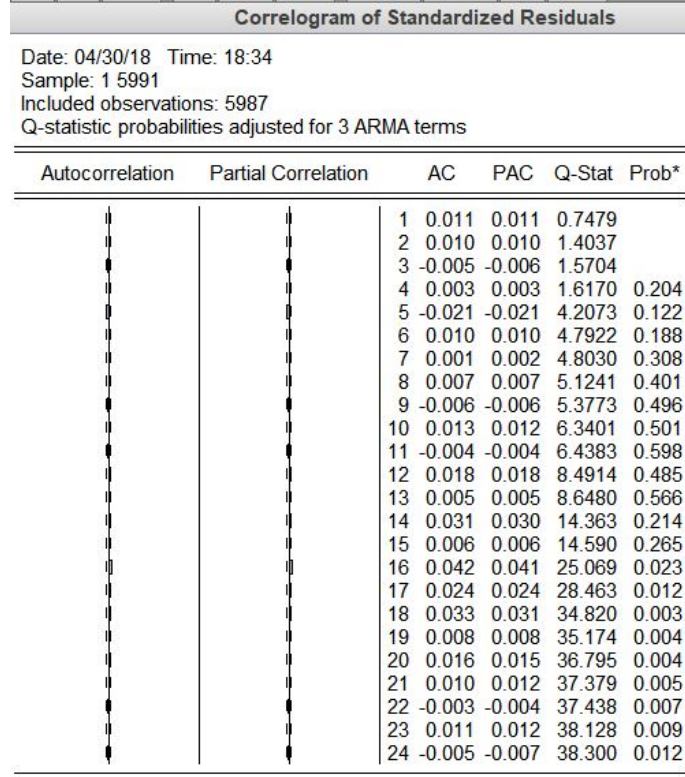 Correlogram of Standardized Residuals
Date: 04/30/18 Time: 18:34
Sample: 1 5991
Included observations: 5987
Q-statistic probabilities adjusted for 3 ARMA terms
Autocorrelation Partial Correlation AC PAC Q-Stat Prob*
1 0.011 0.011 0.7479
2 0.010 0.010 1.4037
3 -0.005 -0.006 1.5704
4 0.003 0.003 1.6170 0.204
5 -0.021 -0.021 4.2073 0.122
6 0.010 0.010 4.7922 0.188
7 0.001 0.002 4.8030 0.308
8 0.007 0.007 5.1241 0.401
9 -0.006 -0.006 5.3773 0.496
10 0.013 0.012 6.3401 0.501
11 -0.004 -0.004 6.4383 0.598
12 0.018 0.018 8.4914 0.485
13 0.005 0.005 8.6480 0.566
14 0.031 0.030 14.363 0.214
15 0.006 0.006 14.590 0.265
16 0.042 0.041 25.069 0.023
17 0.024 0.024 28.463 0.012
18 0.033 0.031 34.820 0.003
19 0.008 0.008 35.174 0.004
20 0.016 0.015 36.795 0.004
21 0.010 0.012 37.379 0.005
22 -0.003 -0.004 37.438 0.007
23 0.011 0.012 38.128 0.009
24 -0.005 -0.007 38.300 0.012